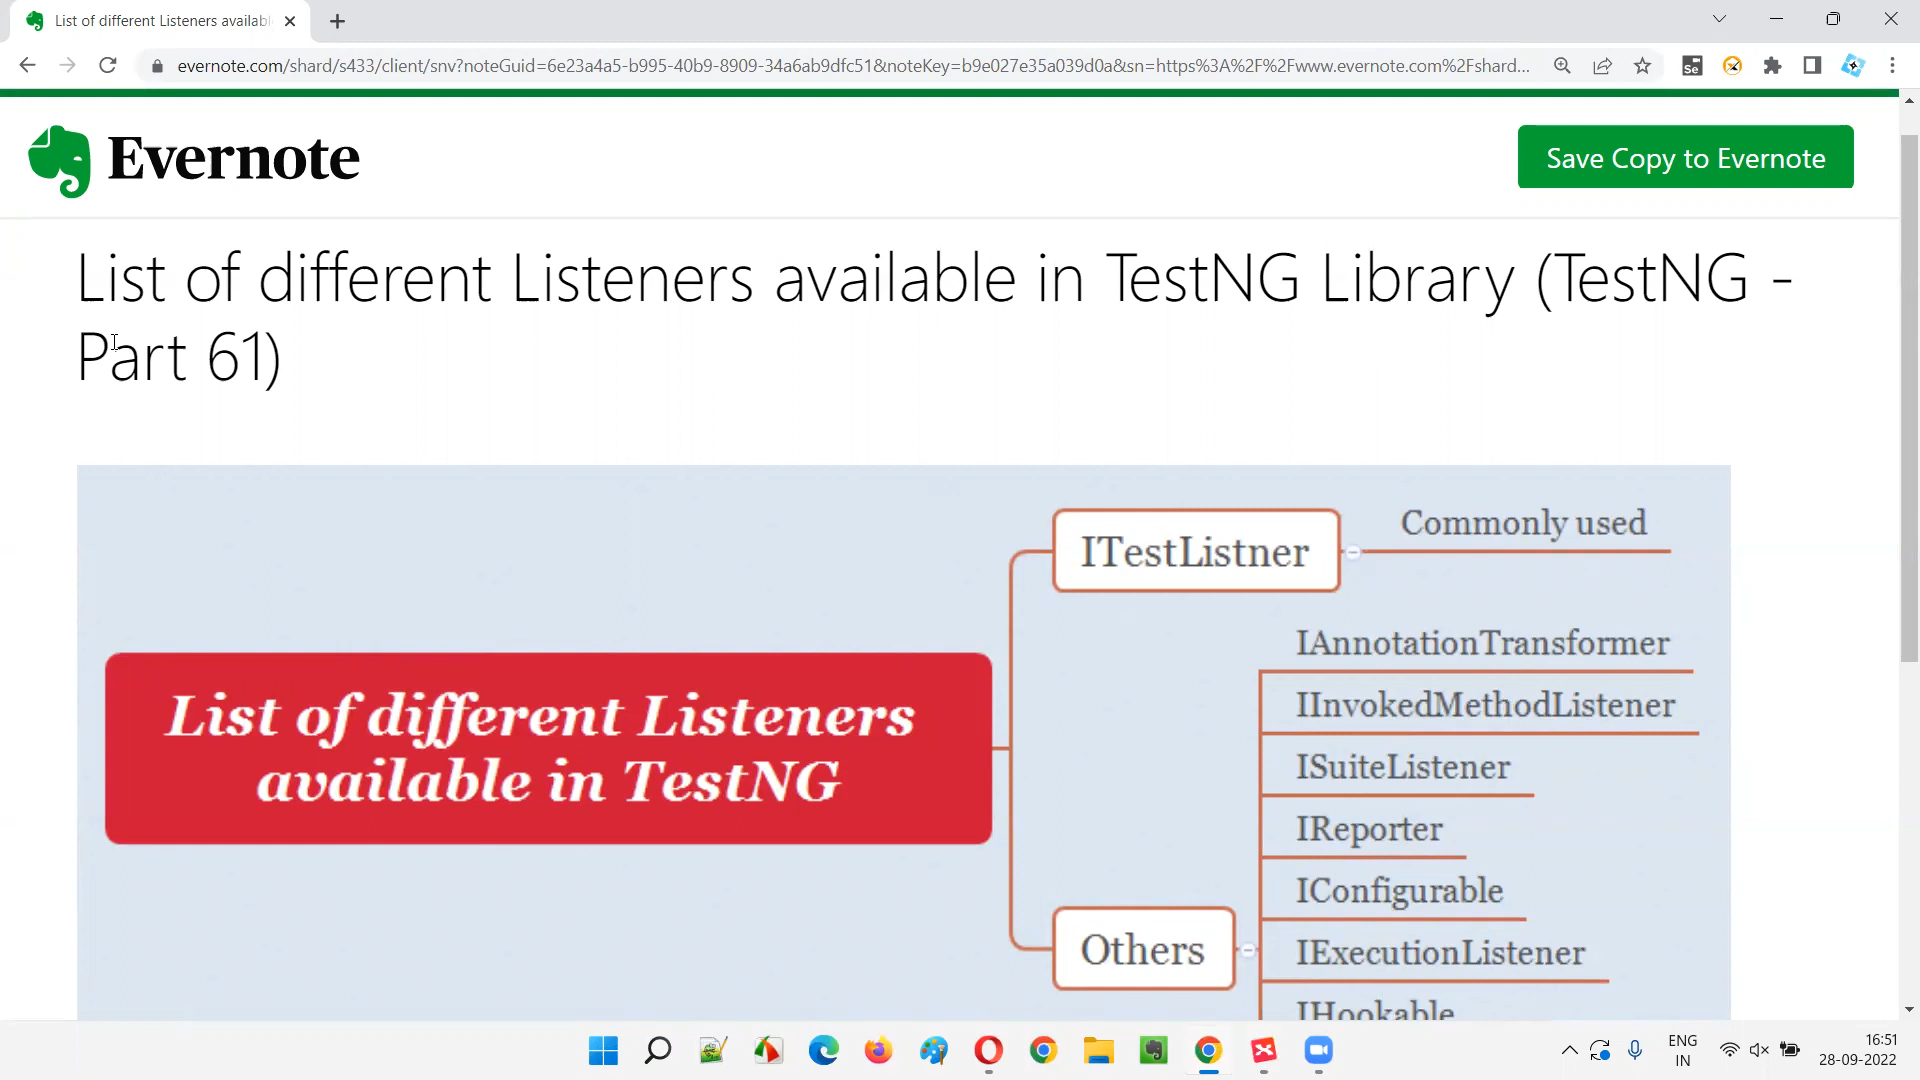 List of different Listeners availabl
evernote.com/shard/s433/client/snv?noteGuid=6e23a4a5-b995-40b9-8909-34a6ab9dfc51&noteKey=b9e027e35a039d0a&sn=https%3A%2F%2Fwww.evernote.com%2Fshard...
Se
Evernote
Save Copy to Evernote
List of different Listeners available in TestNG Library (TestNG -
Part 61)
Commonly used
ITestListner
IAnnotationTransformer
IInvokedMethodListener
List of different Listeners
available in TestNG
ISuiteListener
IReporter
IConfigurable
Others
IExecutionListener
IHookable
ENG
IN
16:51
28-09-2022